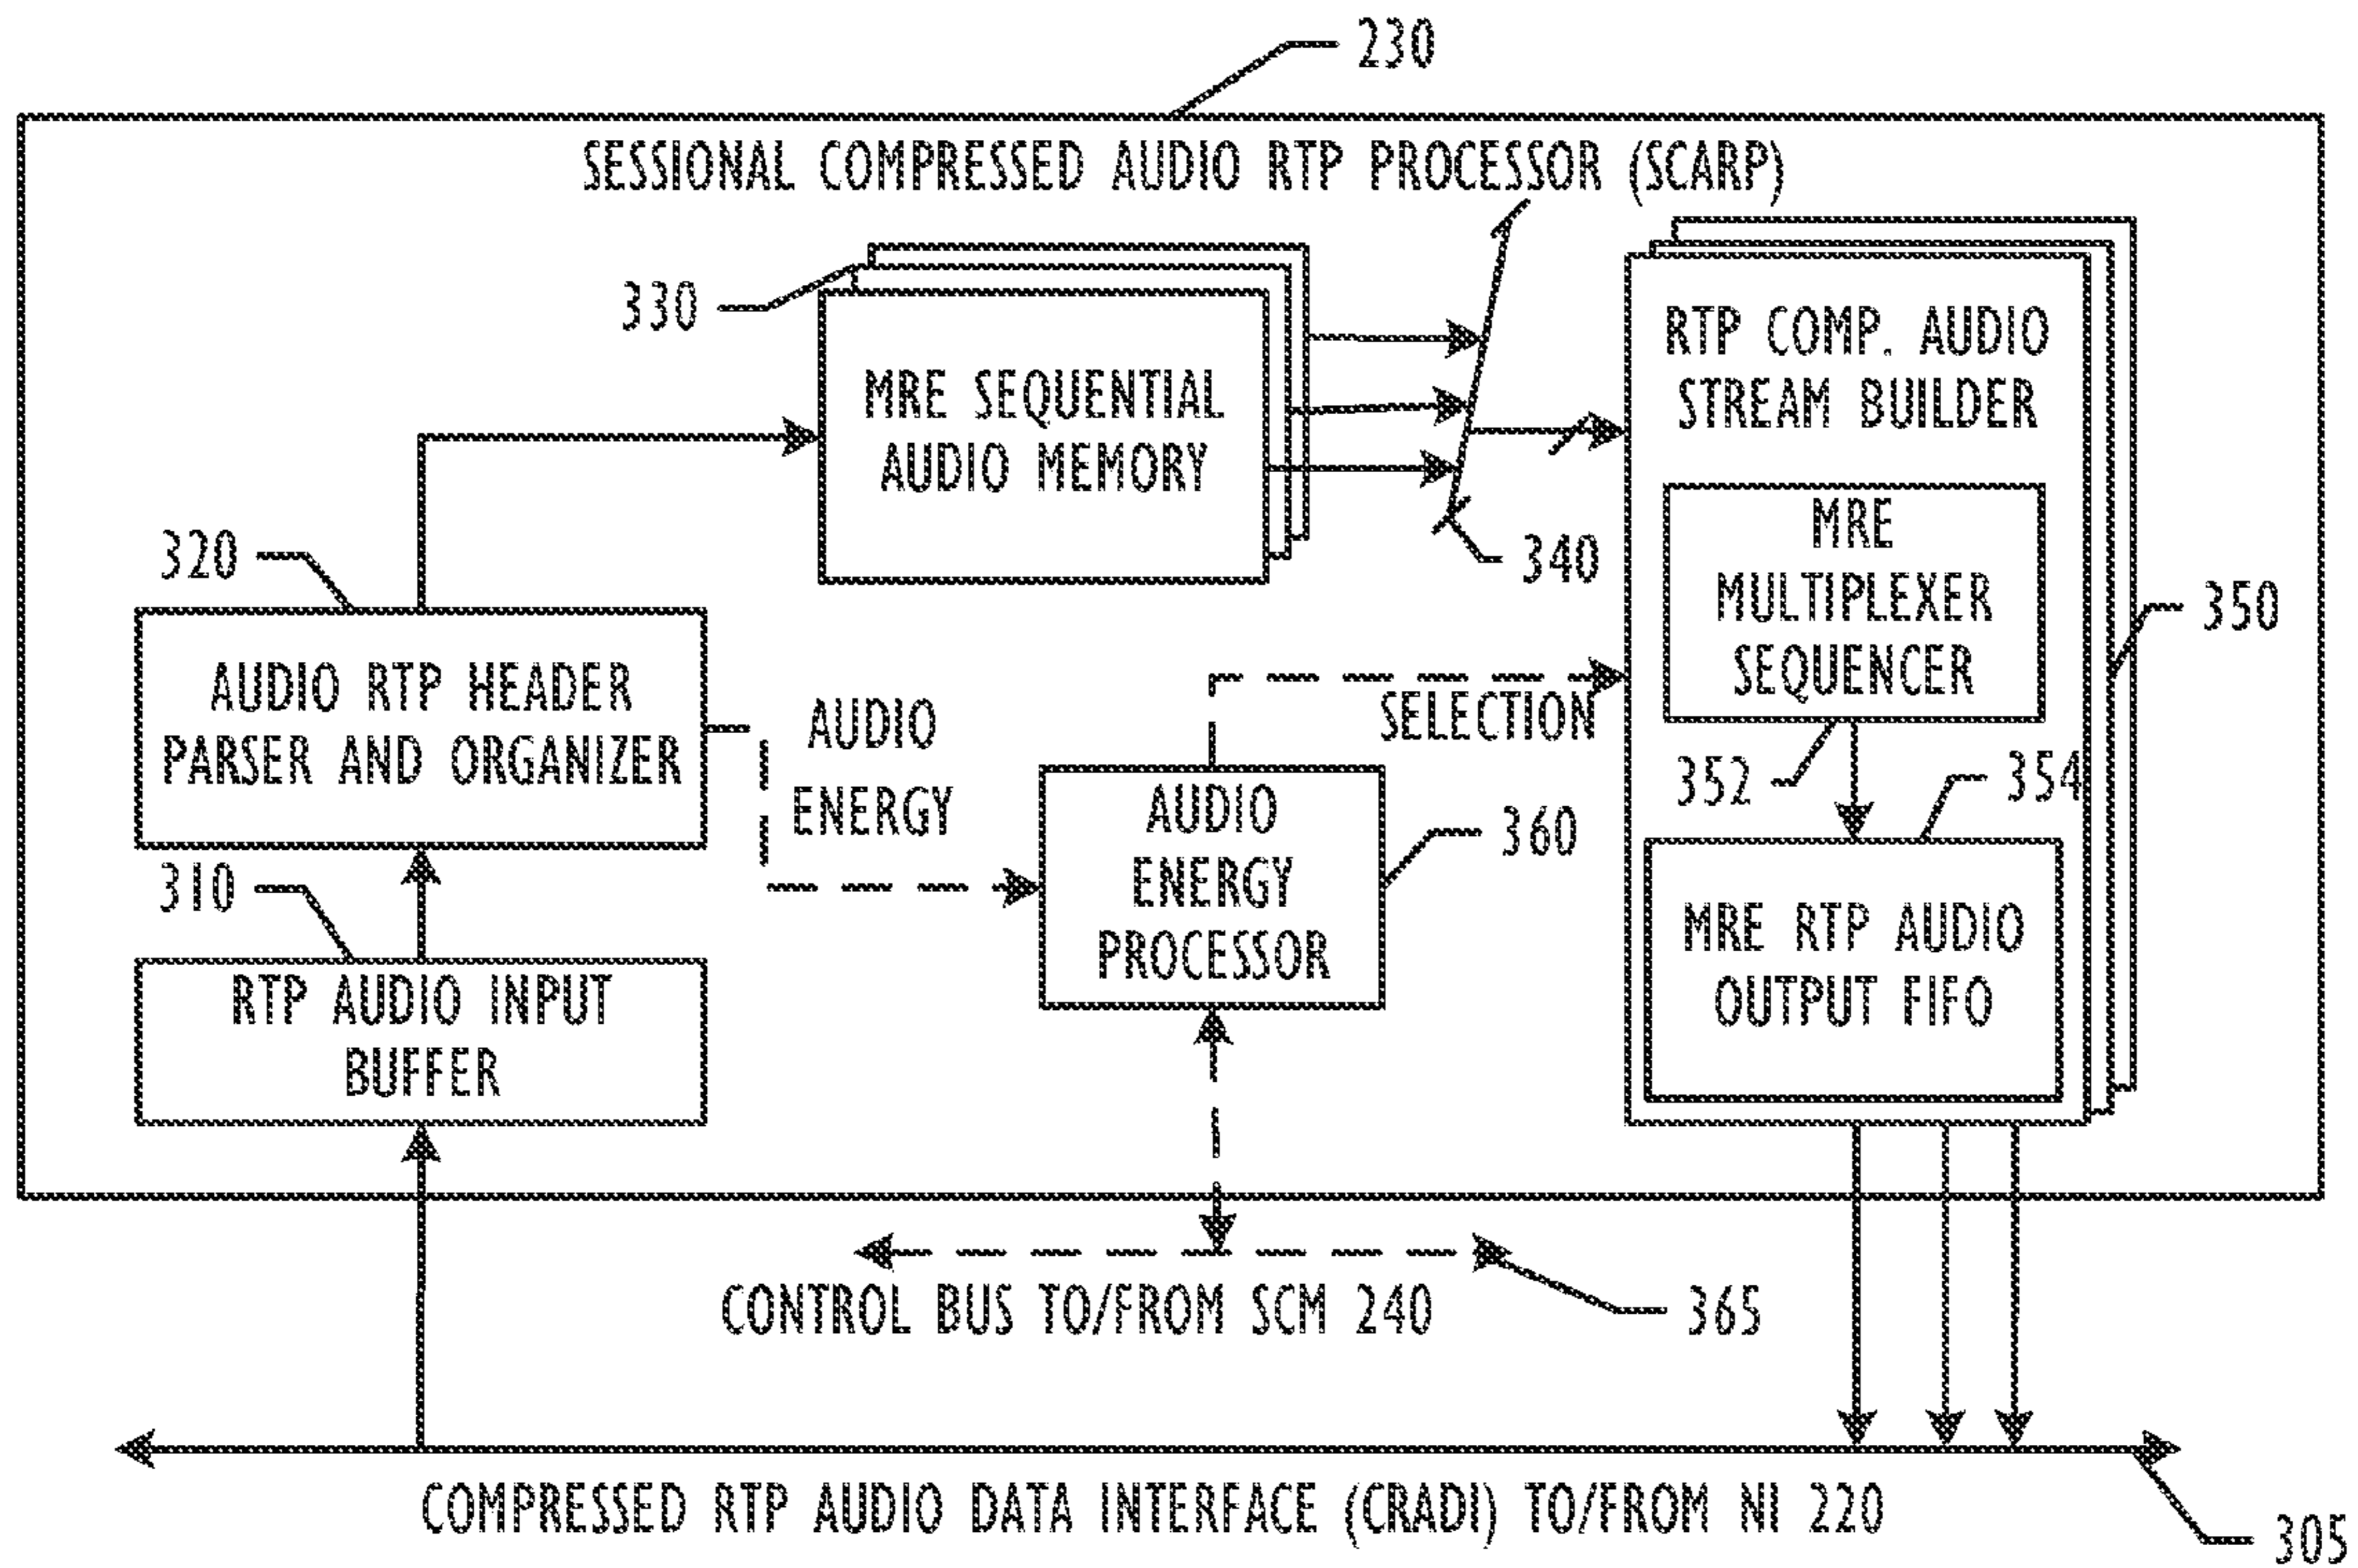 230
SESSIONAL COMPRESSED AUDIO RTP PROCESSOR (SCARP)
330
MRE SEQUENTIAL
AUDIO MEMORY
340
RTP COMP. AUDIO
STREAM BUILDER
MRE
MULTIPLEXER
SEQUENCER
350
352
354
MRE RTP AUDIO
OUTPUT FIFO
320
AUDIO RTP HEADER
PARSER AND ORGANIZER
AUDIO
ENERGY
SELECTION
AUDIO
ENERGY
PROCESSOR
360
310
RTP AUDIO INPUT
BUFFER
CONTROL BUS TO/FROM SCM 240
365
COMPRESSED RTP AUDIO DATA INTERFACE (CRADI) TO/FROM NI 220
305